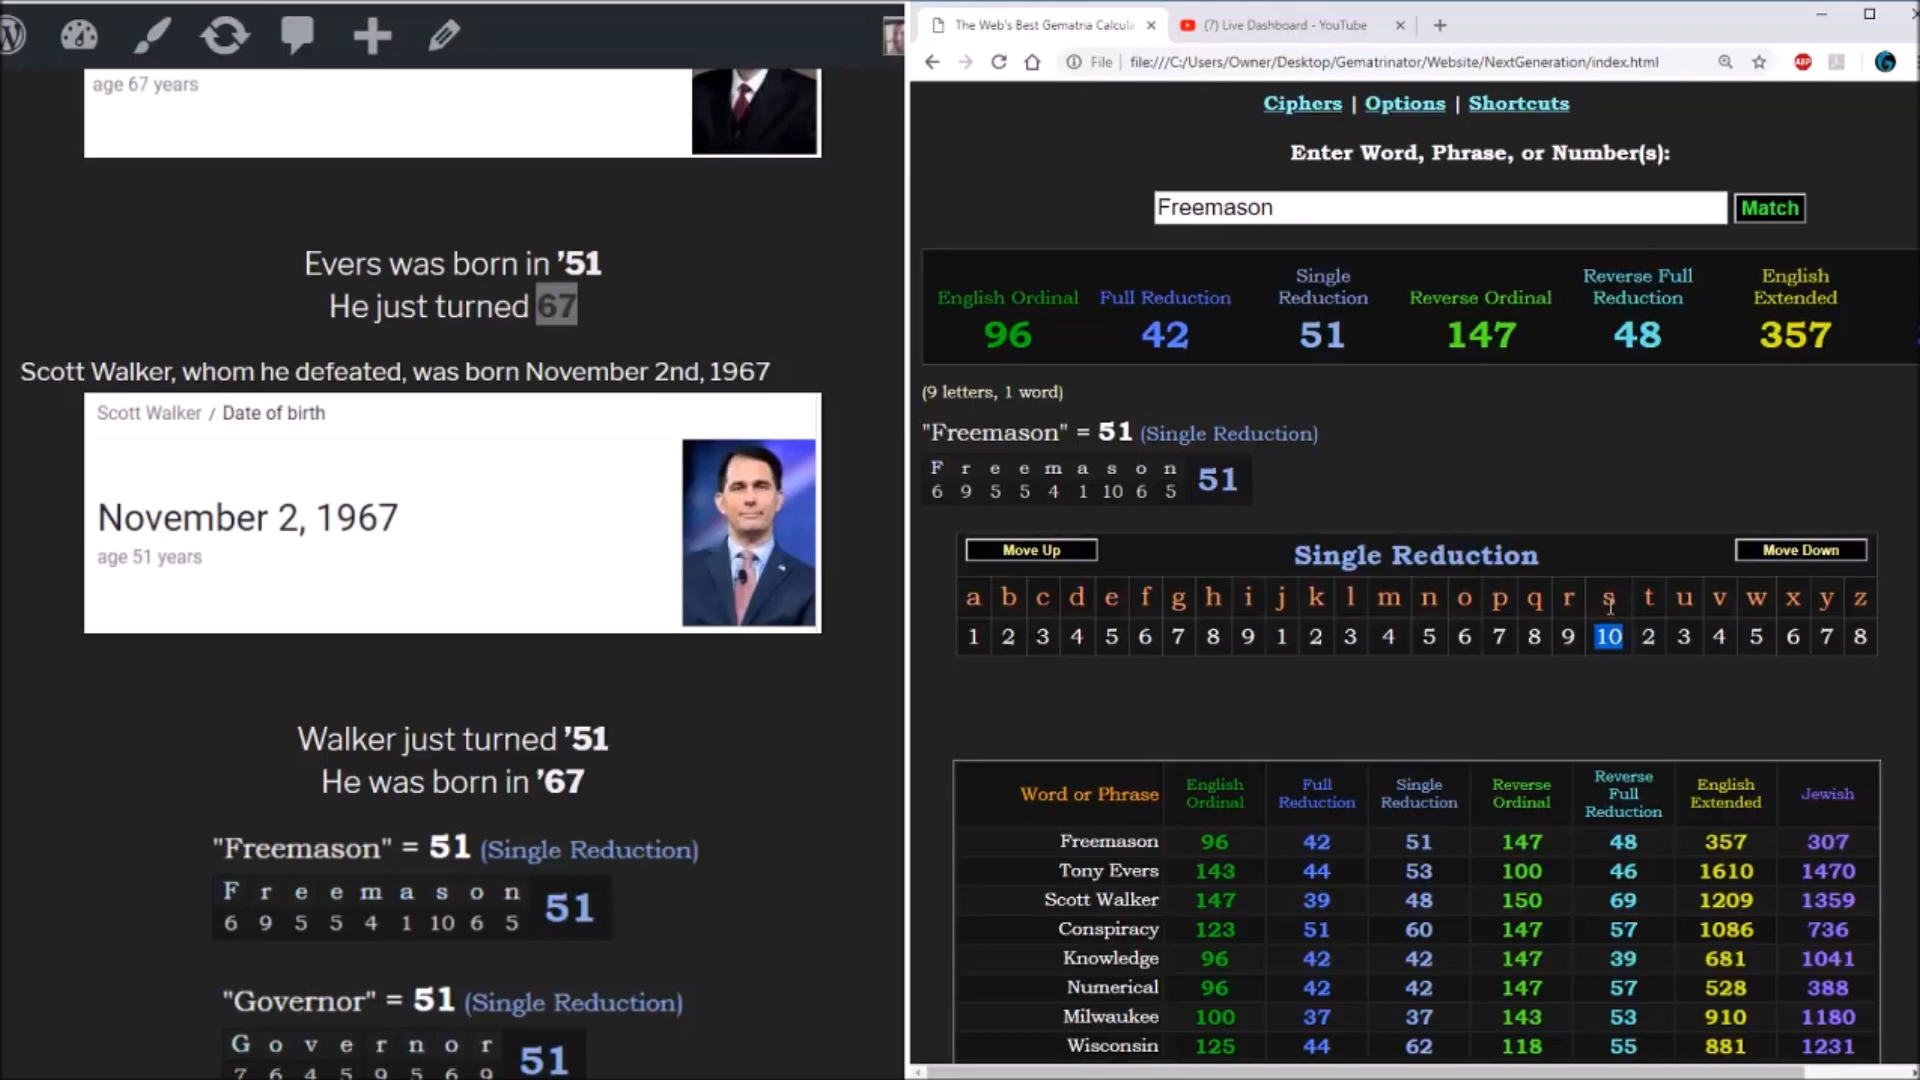 age 67 years
Evers was born in ’51
He just turned 67
Scott Walker, whom he defeated, was born November 2nd, 1967
Scott Walker / Date of birth
November 2, 1967
age 51 years
Walker just turned ’51
He was born in ’67
"Freemason" = 51 (Single Reduction)
F r e e m a s o n
6 9 5 5 4 1 10 6 5 51
"Governor" = 51 (Single Reduction)
G o v e r n o r
7 6 4 5 9 5 6 9 51
The Web's Best Gematria Calcula
(7) Live Dashboard - YouTube
File | file:///C:/Users/Owner/Desktop/Gematrinator/Website/NextGeneration/index.html
ABP
Ciphers | Options | Shortcuts
Enter Word, Phrase, or Number(s):
Freemason Match
English Ordinal Full Reduction Single Reduction Reverse Ordinal Reverse Full Reduction English Extended
96 42 51 147 48 357
(9 letters, 1 word)
"Freemason" = 51 (Single Reduction)
F r e e m a s o n
6 9 5 5 4 1 10 6 5 51
Move Up Single Reduction Move Down
a b c d e f g h i j k l m n o p q r s t u v w x y z
1 2 3 4 5 6 7 8 9 1 2 3 4 5 6 7 8 9 10 2 3 4 5 6 7 8
Word or Phrase English Ordinal Full Reduction Single Reduction Reverse Ordinal Reverse Full Reduction English Extended Jewish
Freemason 96 42 51 147 48 357 307
Tony Evers 143 44 53 100 46 1610 1470
Scott Walker 147 39 48 150 69 1209 1359
Conspiracy 123 51 60 147 57 1086 736
Knowledge 96 42 42 147 39 681 1041
Numerical 96 42 42 147 57 528 388
Milwaukee 100 37 37 143 53 910 1180
Wisconsin 125 44 62 118 55 881 1231